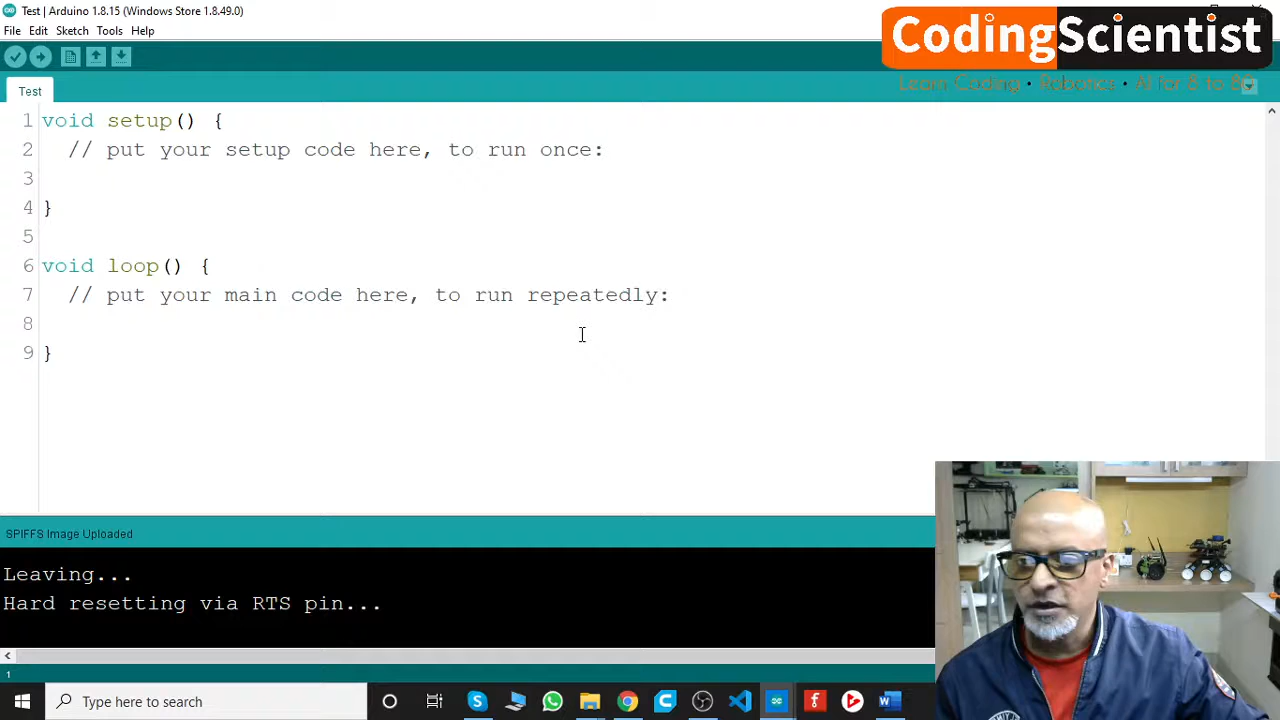 Test | Arduino 1.8.15 (Windows Store 1.8.49.0)
File Edit Sketch Tools Help
CodingScientist
Learn Coding • Robotics • AI for 8 to 80
Test
1 void setup() {
2 // put your setup code here, to run once:
3
4 }
5
6 void loop() {
7 // put your main code here, to run repeatedly:
8
9 }
SPIFFS Image Uploaded
Leaving...
Hard resetting via RTS pin...
1
Type here to search